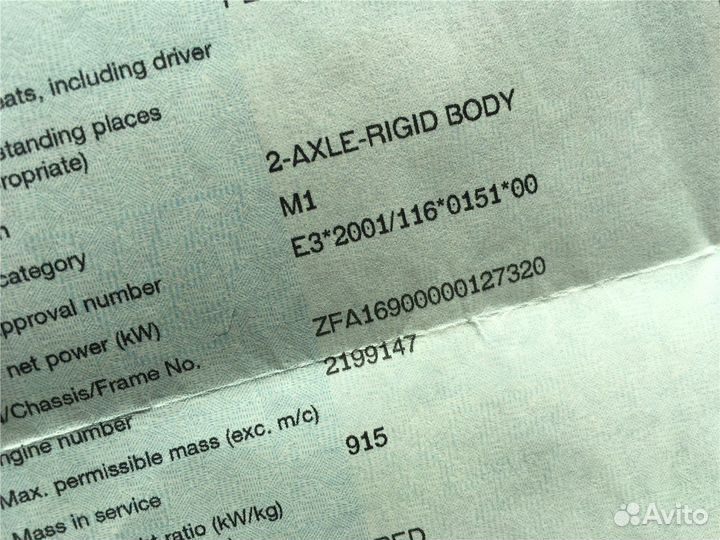 eats, including driver
standing places
ropriate)
2-AXLE-RIGID BODY
category
M1
approval number
E3*2001/116*0151*00
net power (kW)
/Chassis/Frame No.
ZFA16900000127320
ngine number
2199147
Max. permissible mass (exc. m/c)
Mass in service
915
ratio (kW/kg)
Avito